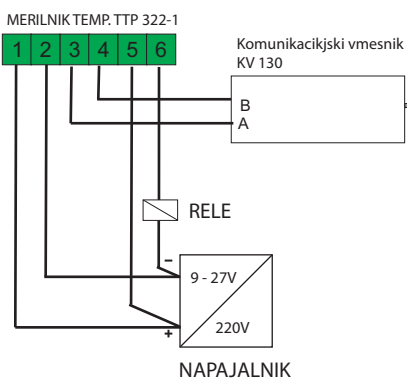 MERILNIK TEMP. TTP 322-1
1 2 3 4 5 6
Komunikacikjski vmesnik
KV 130
B
A
RELE
–
9 - 27V
220V
+
NAPAJALNIK